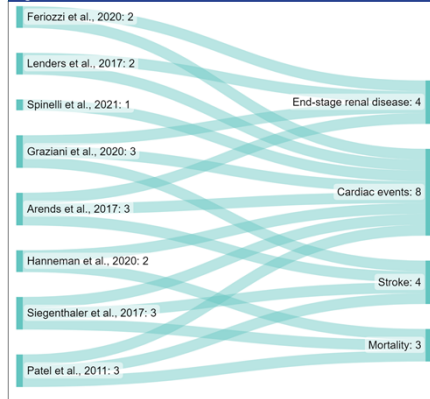 Feriozzi et al., 2020: 2
Lenders et al., 2017: 2
Spinelli et al., 2021: 1
Graziani et al., 2020: 3
Arends et al., 2017: 3
Hanneman et al., 2020: 2
Siegenthaler et al., 2017: 3
Patel et al., 2011: 3
End-stage renal disease: 4
Cardiac events: 8
Stroke: 4
Mortality: 3